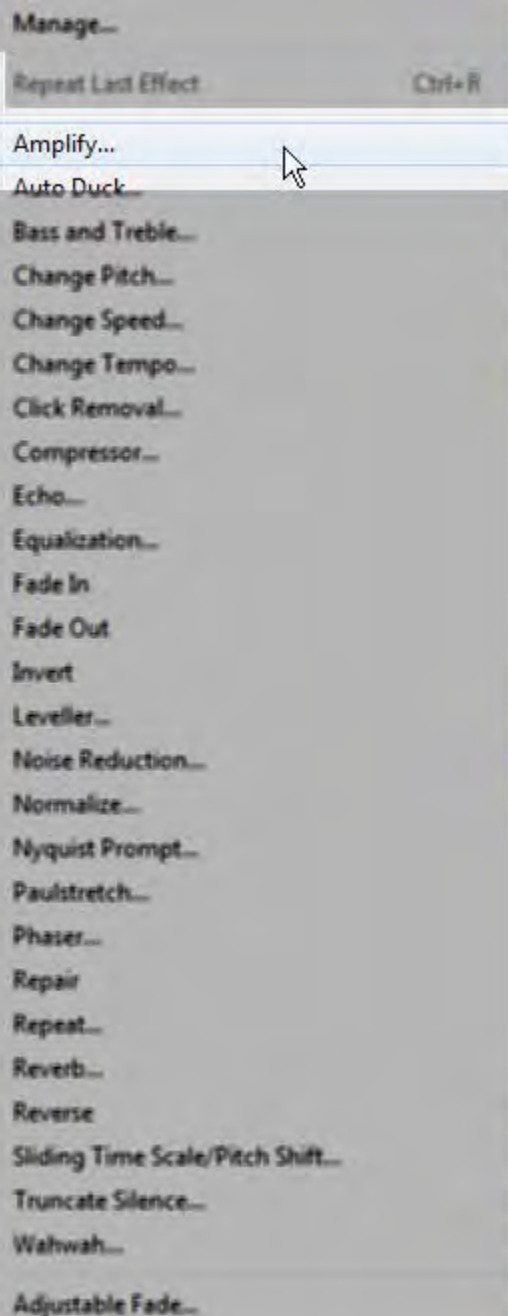 Manage...
Repeat Last Effect Ctrl+R
Amplify...
Auto Duck...
Bass and Treble...
Change Pitch...
Change Speed...
Change Tempo...
Click Removal...
Compressor...
Echo...
Equalization...
Fade In
Fade Out
Invert
Leveller...
Noise Reduction...
Normalize...
Nyquist Prompt...
Paulstretch...
Phaser...
Repair
Repeat...
Reverb...
Reverse
Sliding Time Scale/Pitch Shift...
Truncate Silence...
Wahwah...
Adjustable Fade...